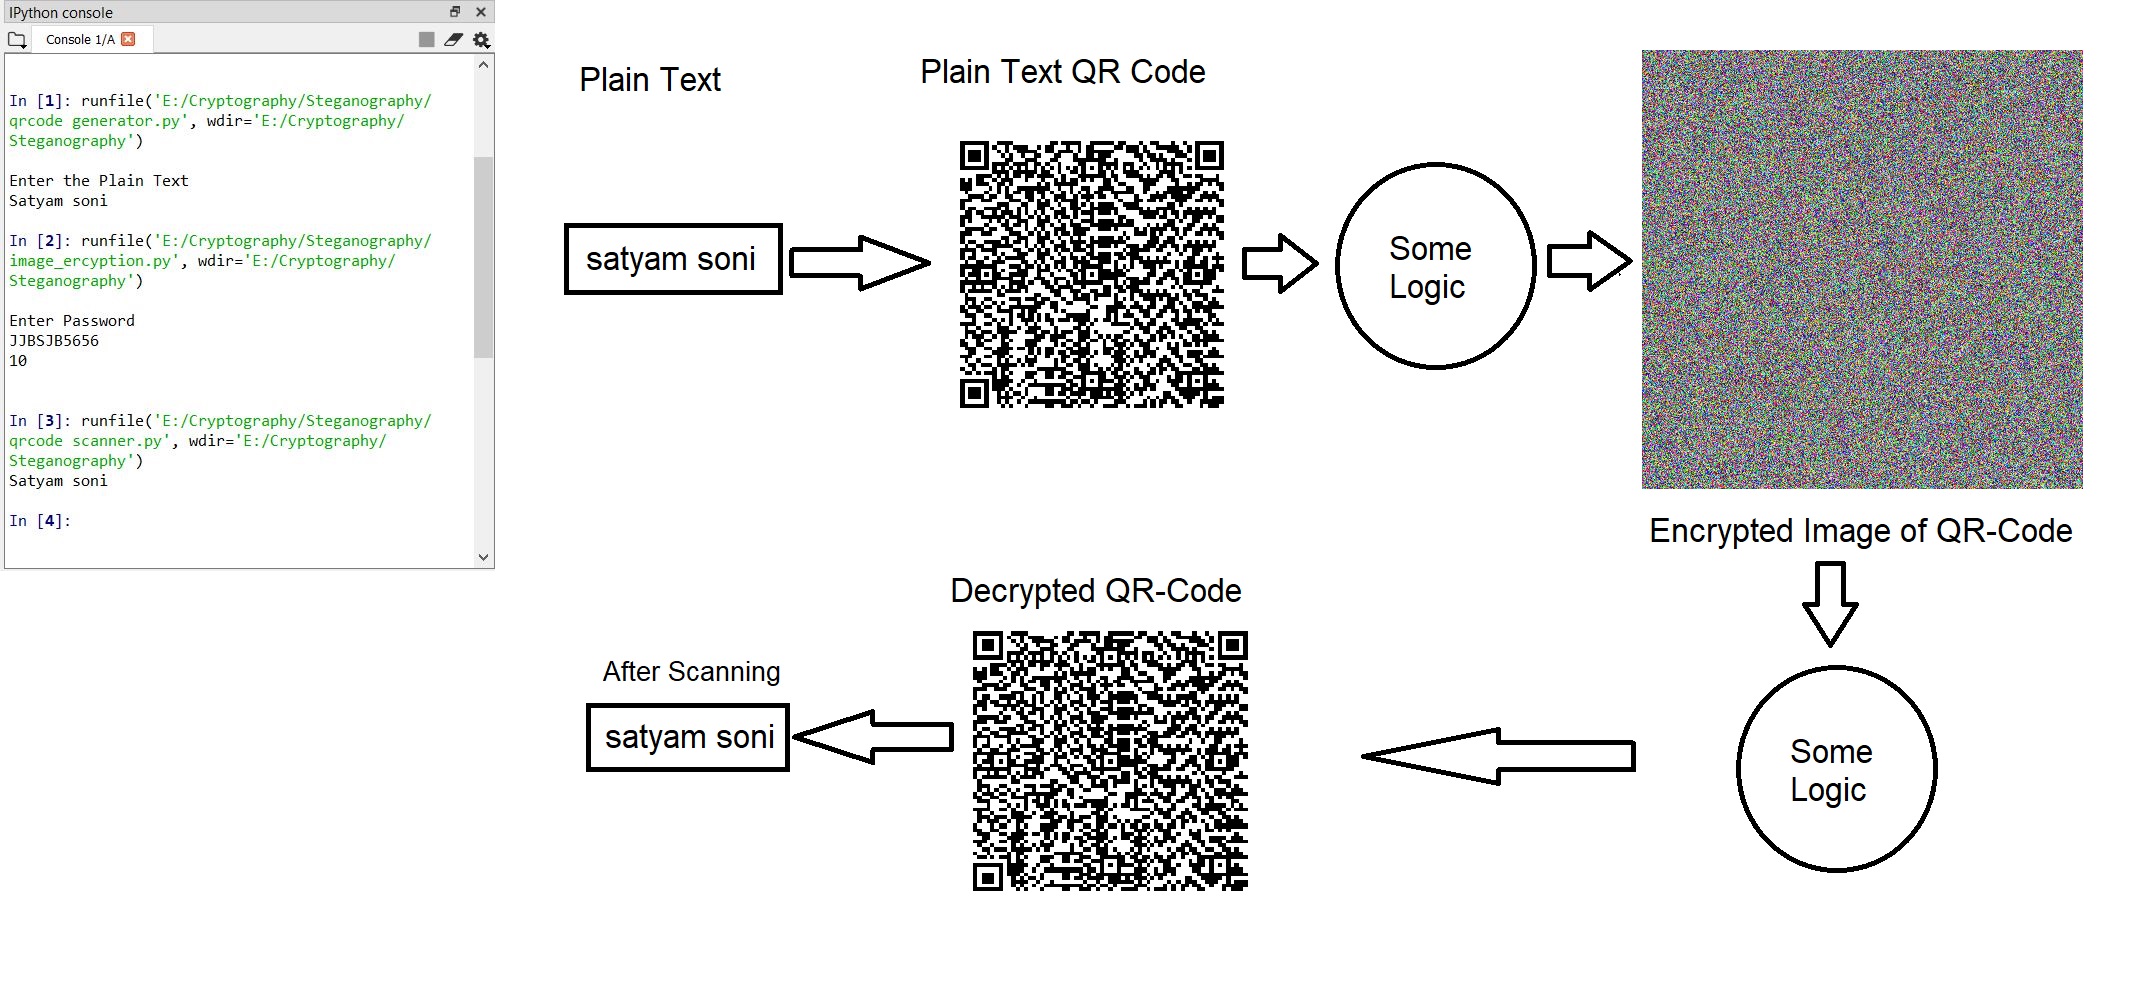 IPython console
Console 1/A
In [1]: runfile('E:/Cryptography/Steganography/
qrcode generator.py', wdir='E:/Cryptography/
Steganography')
Enter the Plain Text
Satyam soni
In [2]: runfile('E:/Cryptography/Steganography/
image_ercyption.py', wdir='E:/Cryptography/
Steganography')
Enter Password
JJBSJB5656
10
In [3]: runfile('E:/Cryptography/Steganography/
qrcode scanner.py', wdir='E:/Cryptography/
Steganography')
Satyam soni
In [4]:
Plain Text
Plain Text QR Code
satyam soni
Some
Logic
Encrypted Image of QR-Code
Some
Logic
Decrypted QR-Code
After Scanning
satyam soni